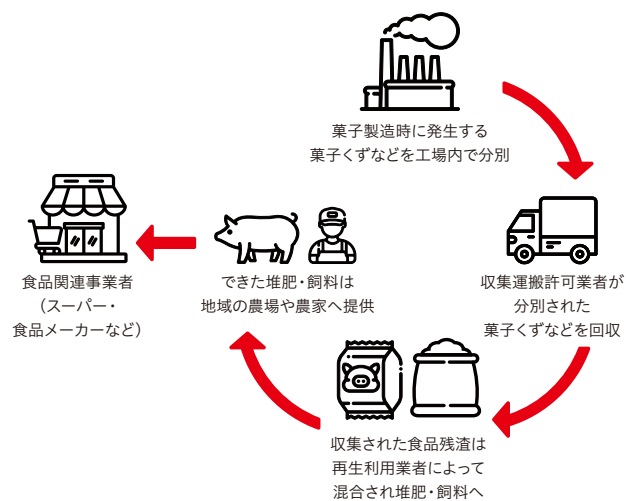 菓子製造時に発生する
菓子くずなどを工場内で分別
収集運搬許可業者が
分別された
菓子くずなどを回収
収集された食品残渣は
再生利用業者によって
混合され堆肥・飼料へ
できた堆肥・飼料は
地域の農場や農家へ提供
食品関連事業者
（スーパー・
食品メーカーなど）